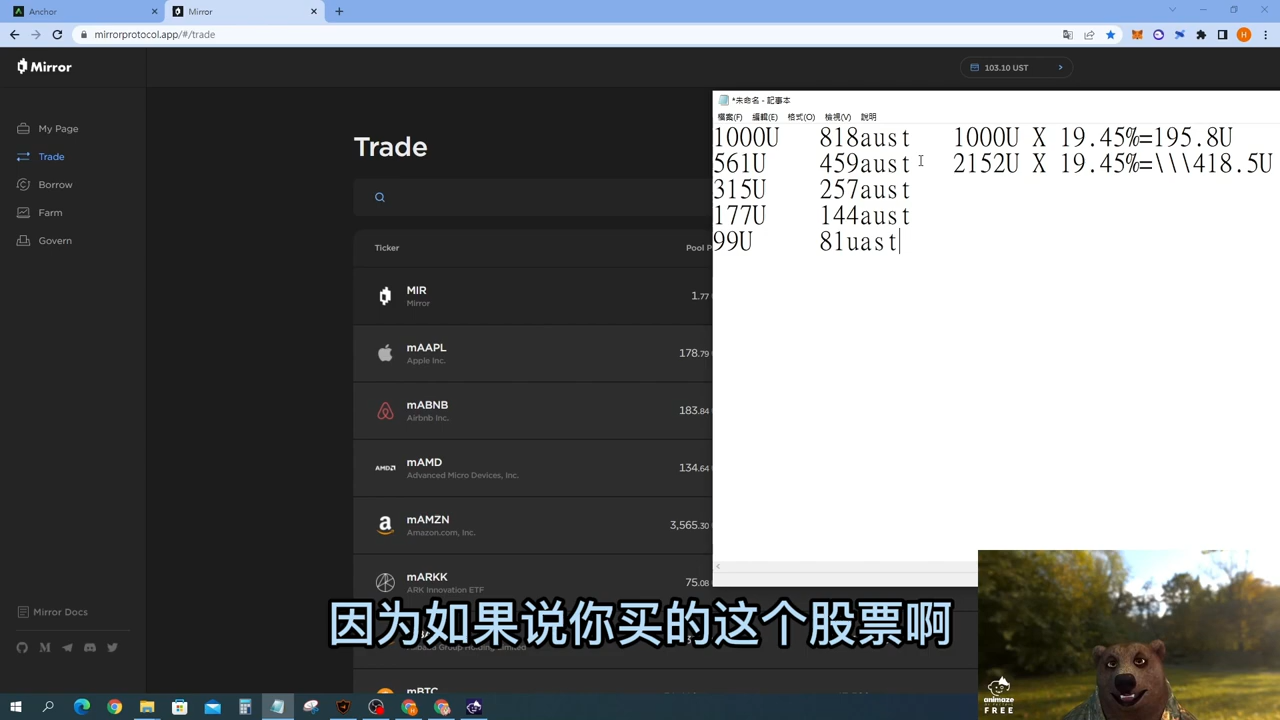 Anchor
Mirror
mirrorprotocol.app/#/trade
Mirror
103.10 UST
My Page
Trade
Borrow
Farm
Govern
Mirror Docs
Trade
Ticker
Pool P
MIR
Mirror
1.77
mAAPL
Apple Inc.
178.79
mABNB
Airbnb Inc.
183.84
AMD
mAMD
Advanced Micro Devices, Inc.
134.64
mAMZN
Amazon.com, Inc.
3,565.30
mARKK
ARK Innovation ETF
75.08
mBTC
*未命名 - 記事本
檔案(F) 編輯(E) 格式(O) 檢視(V) 說明
1000U 818aust 1000U X 19.45%=195.8U
561U 459aust 2152U X 19.45%=\\\418.5U
315U 257aust
177U 144aust
99U 81uast
因为如果说你买的这个股票啊
animaze
FREE